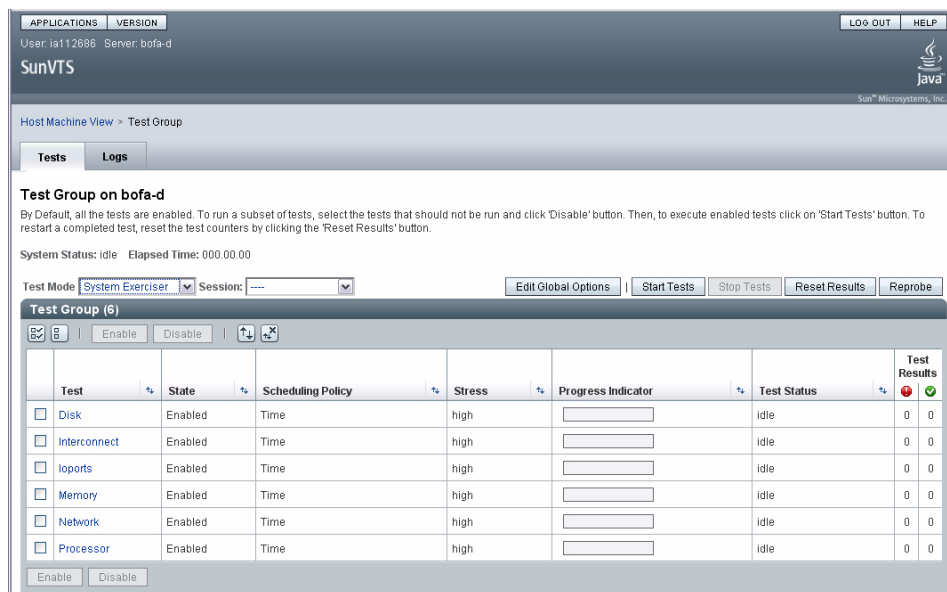 APPLICATIONS VERSION LOG OUT HELP
User: ia112686 Server: bofa-d
SunVTS
Java™
Sun™ Microsystems, Inc.
Host Machine View > Test Group
Tests Logs
Test Group on bofa-d
By Default, all the tests are enabled. To run a subset of tests, select the tests that should not be run and click 'Disable' button. Then, to execute enabled tests click on 'Start Tests' button. To
restart a completed test, reset the test counters by clicking the 'Reset Results' button.
System Status: idle Elapsed Time: 000.00.00
Test Mode System Exerciser Session: ---- Edit Global Options | Start Tests Stop Tests Reset Results Reprobe
Test Group (6)
| Enable Disable |
Test Results
Test State Scheduling Policy Stress Progress Indicator Test Status
Disk Enabled Time high idle 0 0
Interconnect Enabled Time high idle 0 0
Ioports Enabled Time high idle 0 0
Memory Enabled Time high idle 0 0
Network Enabled Time high idle 0 0
Processor Enabled Time high idle 0 0
Enable Disable